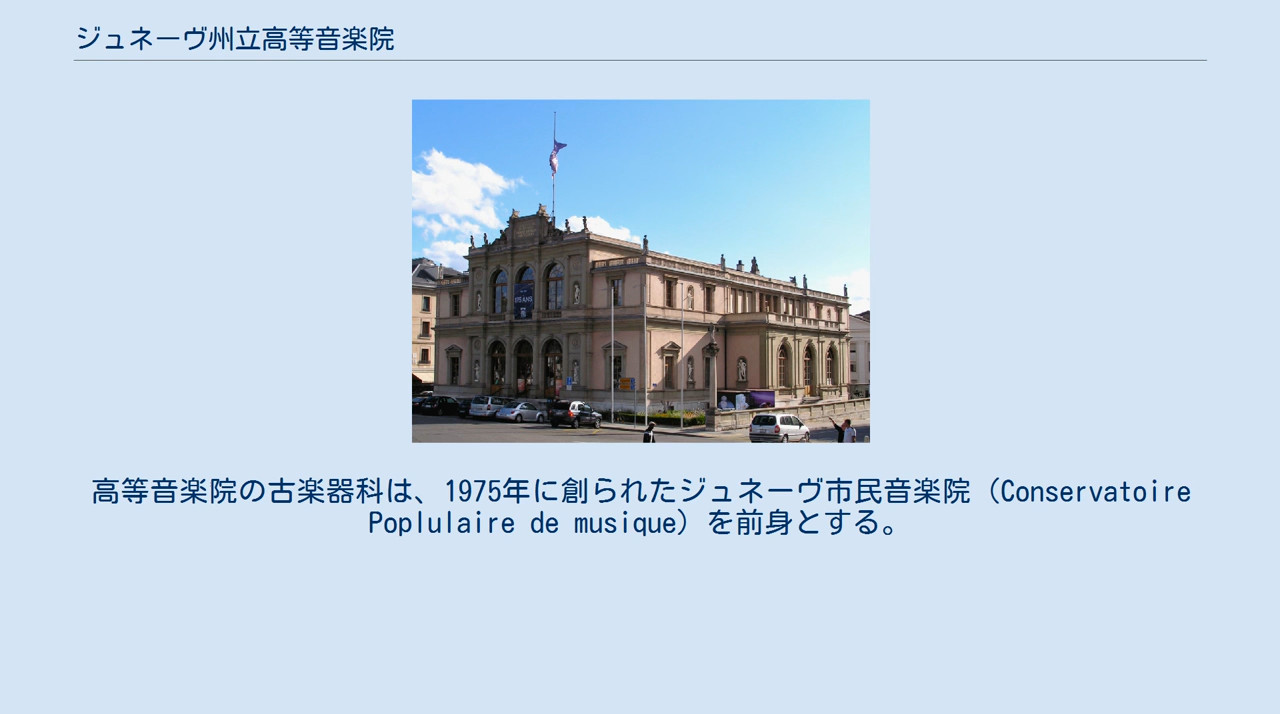 ジュネーヴ州立高等音楽院
高等音楽院の古楽器科は、1975年に創られたジュネーヴ市民音楽院（Conservatoire
Poplulaire de musique）を前身とする。